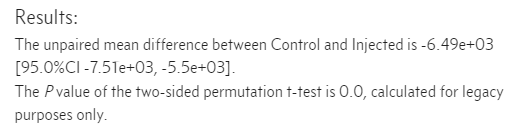 Results:
The unpaired mean difference between Control and Injected is -6.49e+03
[95.0%CI -7.51e+03, -5.5e+03].
The P value of the two-sided permutation t-test is 0.0, calculated for legacy
purposes only.